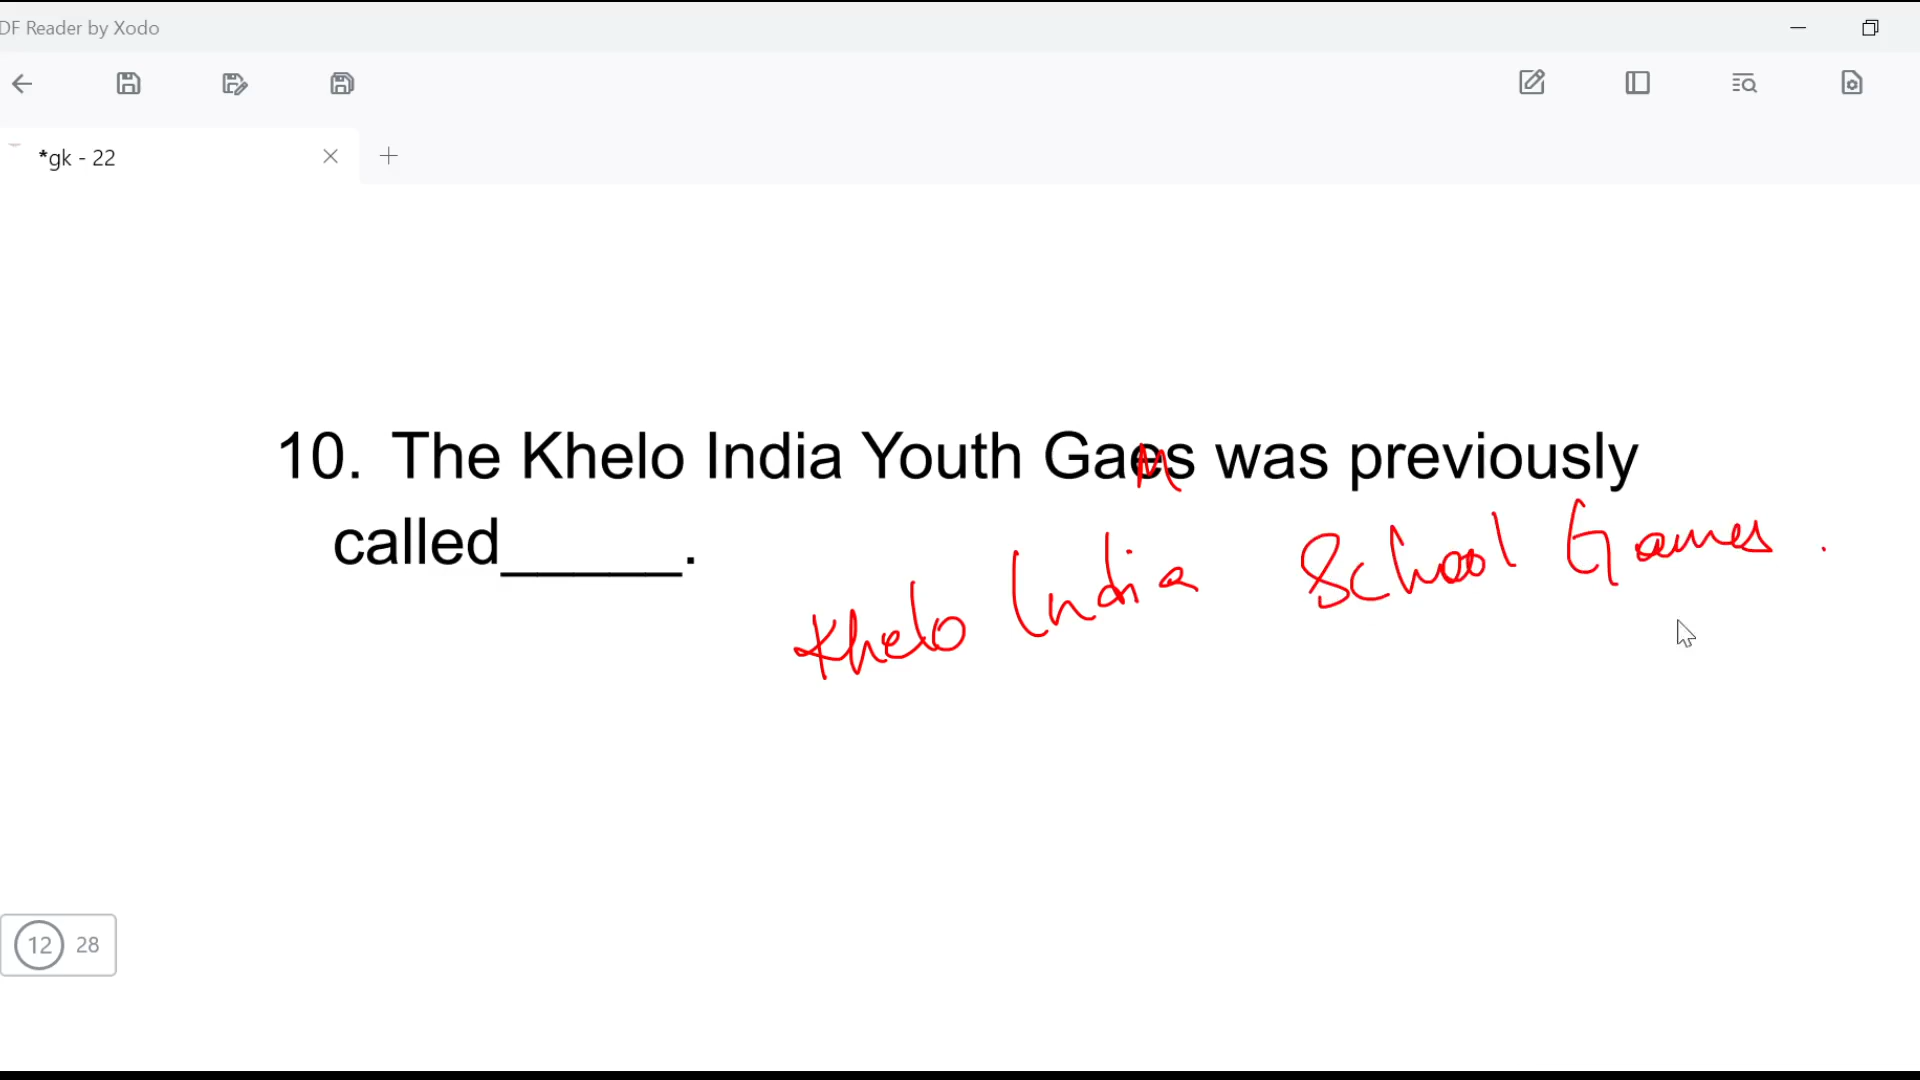 DF Reader by Xodo
*gk - 22
10. The Khelo India Youth Gaes was previously
M
called_____.
Khelo India School Games .
12 28